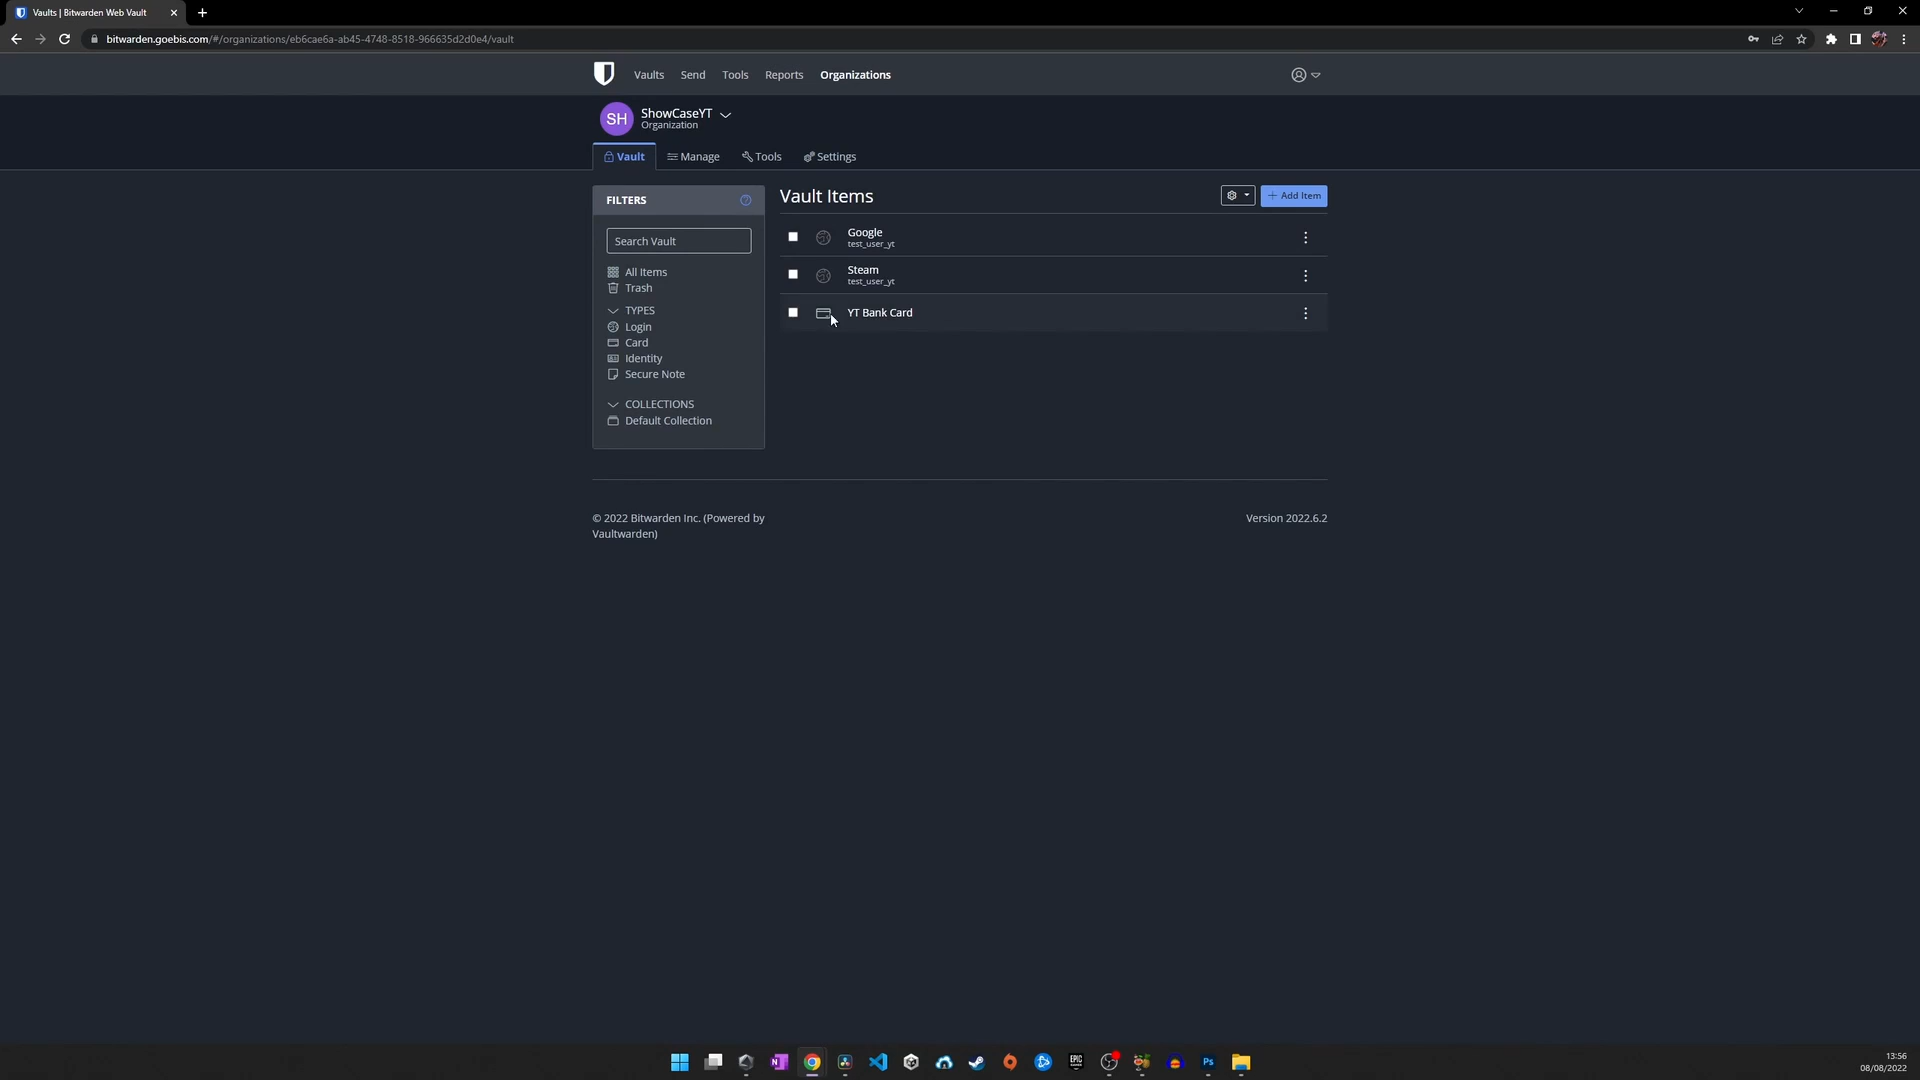 Vaults | Bitwarden Web Vault
bitwarden.goebis.com/#/organizations/eb6cae6a-ab45-4748-8518-966635d2d0e4/vault
Vaults Send Tools Reports Organizations
SH
ShowCaseYT
Organization
Vault Manage Tools Settings
FILTERS
Search Vault
All Items
Trash
TYPES
Login
Card
Identity
Secure Note
COLLECTIONS
Default Collection
Vault Items
+ Add Item
Google
test_user_yt
Steam
test_user_yt
YT Bank Card
© 2022 Bitwarden Inc. (Powered by
Vaultwarden)
Version 2022.6.2
N
EPIC
Ps
13:56
08/08/2022